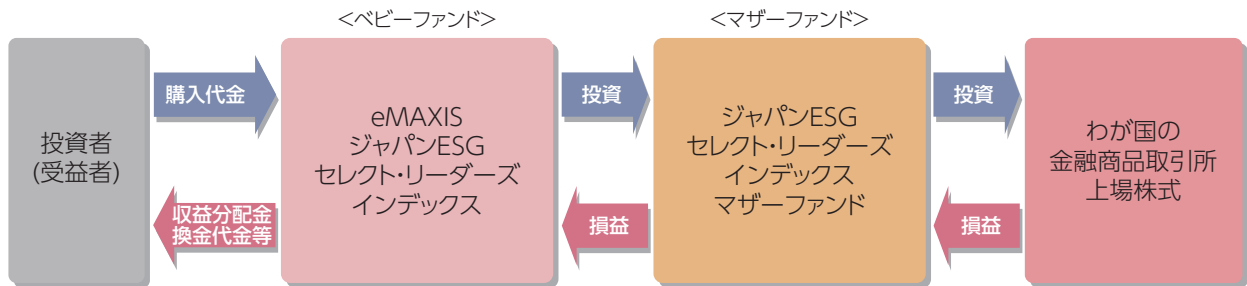 <ベビーファンド>
<マザーファンド>
投資者
(受益者)
購入代金
収益分配金
換金代金等
eMAXIS
ジャパンESG
セレクト・リーダーズ
インデックス
投資
損益
ジャパンESG
セレクト・リーダーズ
インデックス
マザーファンド
投資
損益
わが国の
金融商品取引所
上場株式